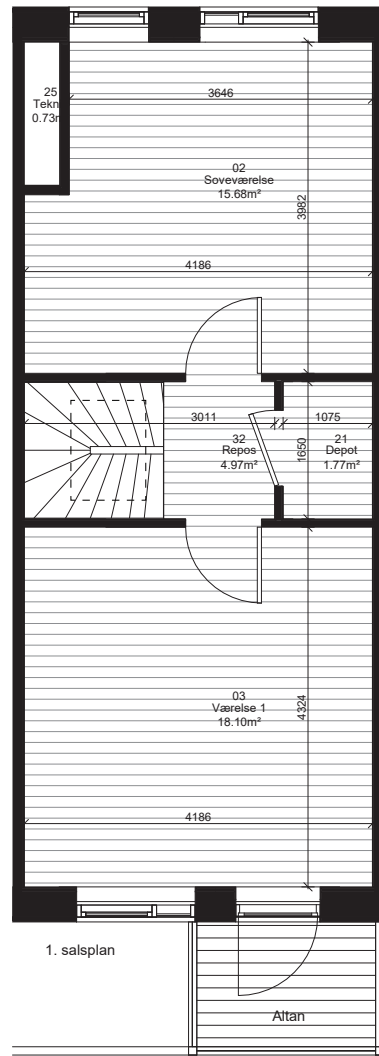 3646
25
Tekn
0.73m
02
Soveværelse
15.68m²
3982
4186
3011
1075
32
Repos
4.97m²
1650
21
Depot
1.77m²
03
Værelse 1
18.10m²
4324
4186
1. salsplan
Altan